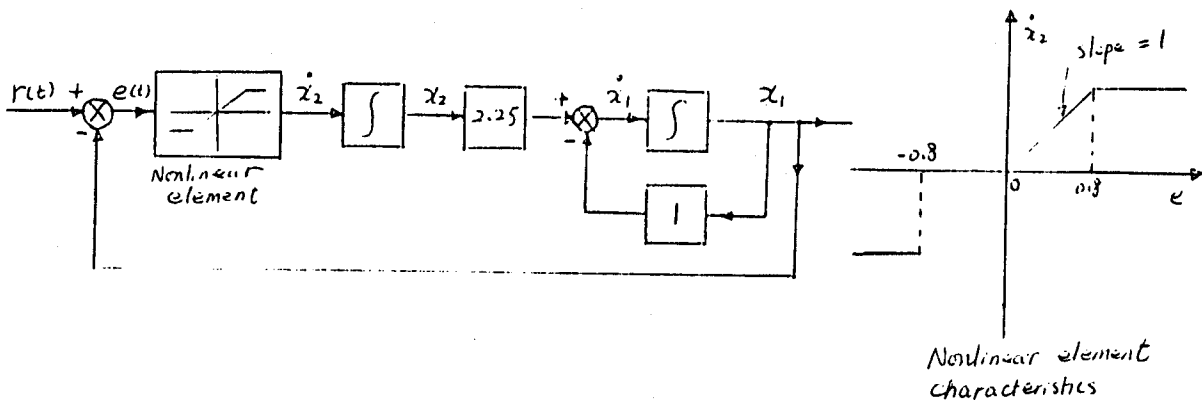 r(t) + e(t) ẋ₂ ∫ x₂ 2.25 + ẋ₁ ∫ x₁
-
-
1
Nonlinear
element
ẋ₂
slope = 1
-0.8
0
0.8
e
Nonlinear element
characteristics